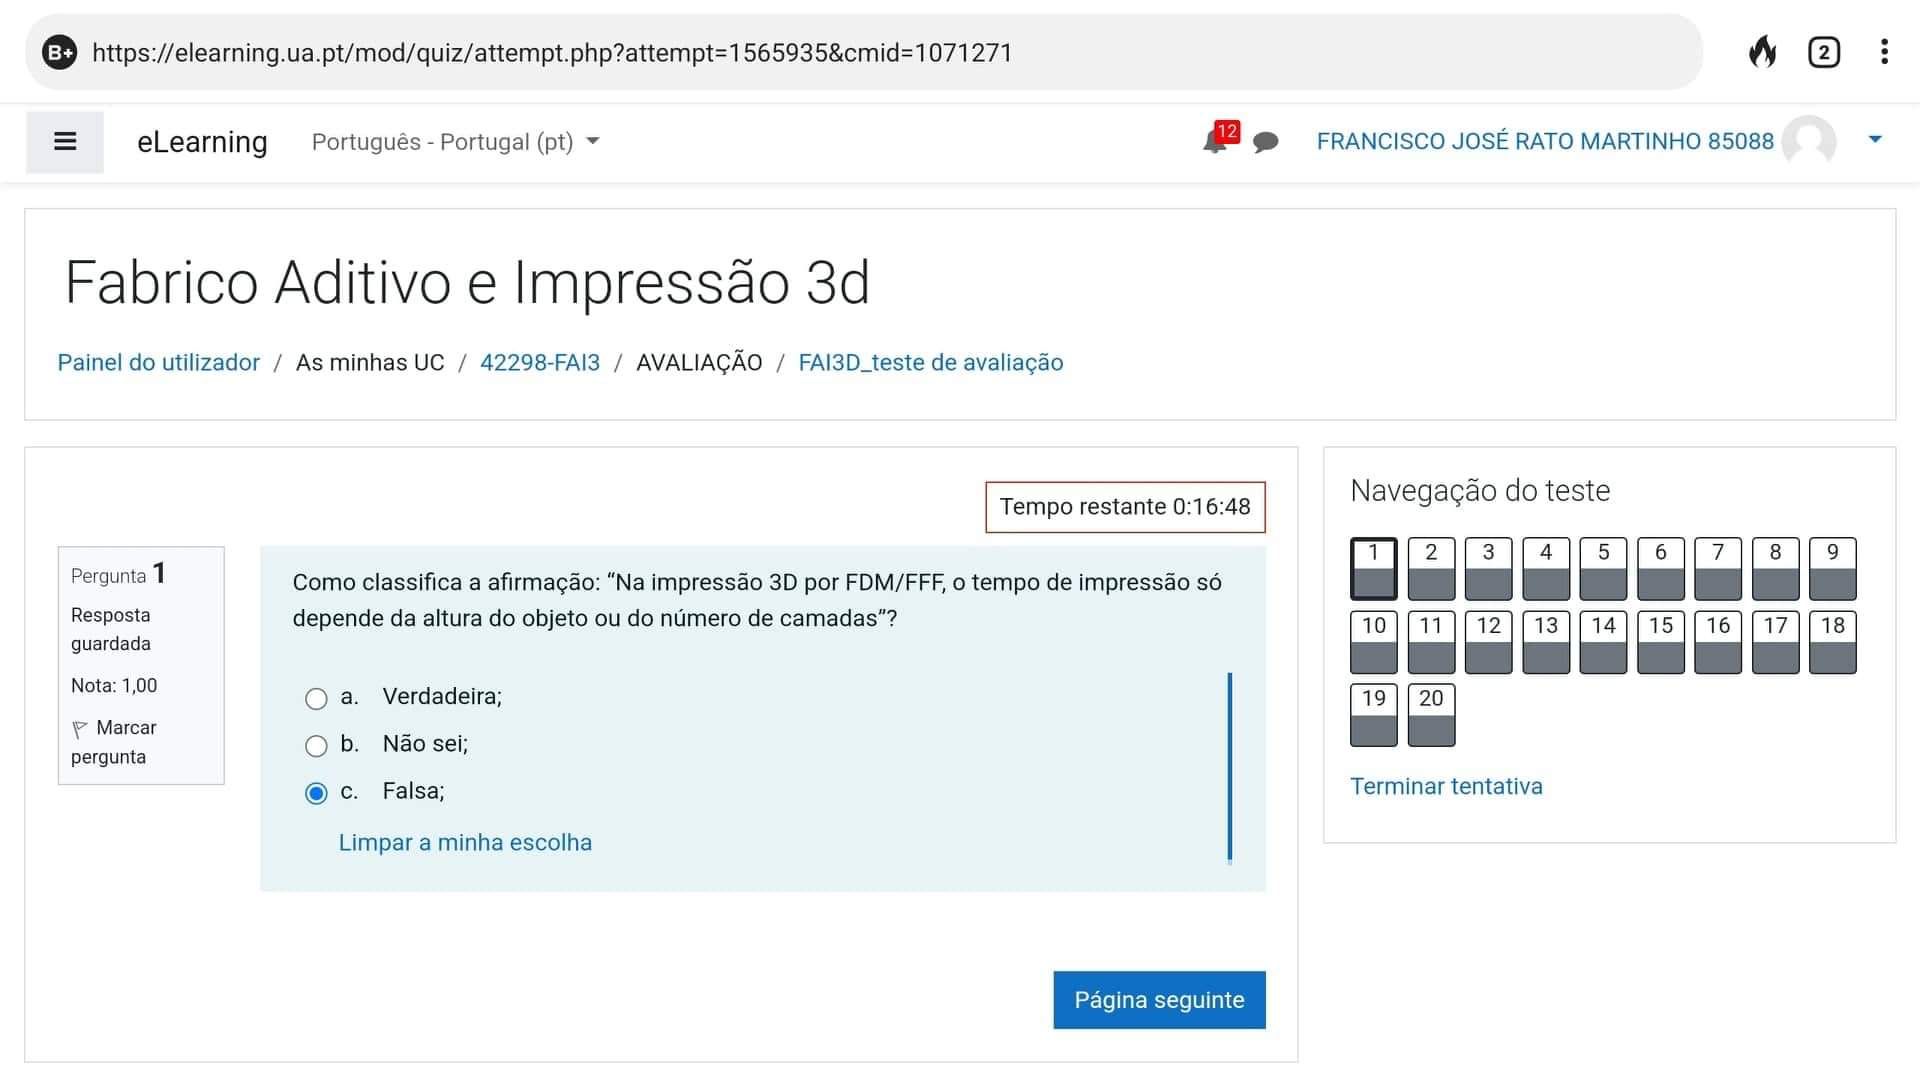 B+ https://elearning.ua.pt/mod/quiz/attempt.php?attempt=1565935&cmid=1071271 2
eLearning Português - Portugal (pt) 12 FRANCISCO JOSÉ RATO MARTINHO 85088
Fabrico Aditivo e Impressão 3d
Painel do utilizador / As minhas UC / 42298-FAI3 / AVALIAÇÃO / FAI3D_teste de avaliação
Tempo restante 0:16:48
Pergunta 1
Resposta
guardada
Nota: 1,00
Marcar
pergunta
Como classifica a afirmação: “Na impressão 3D por FDM/FFF, o tempo de impressão só
depende da altura do objeto ou do número de camadas”?
a. Verdadeira;
b. Não sei;
c. Falsa;
Limpar a minha escolha
Página seguinte
Navegação do teste
1 2 3 4 5 6 7 8 9
10 11 12 13 14 15 16 17 18
19 20
Terminar tentativa